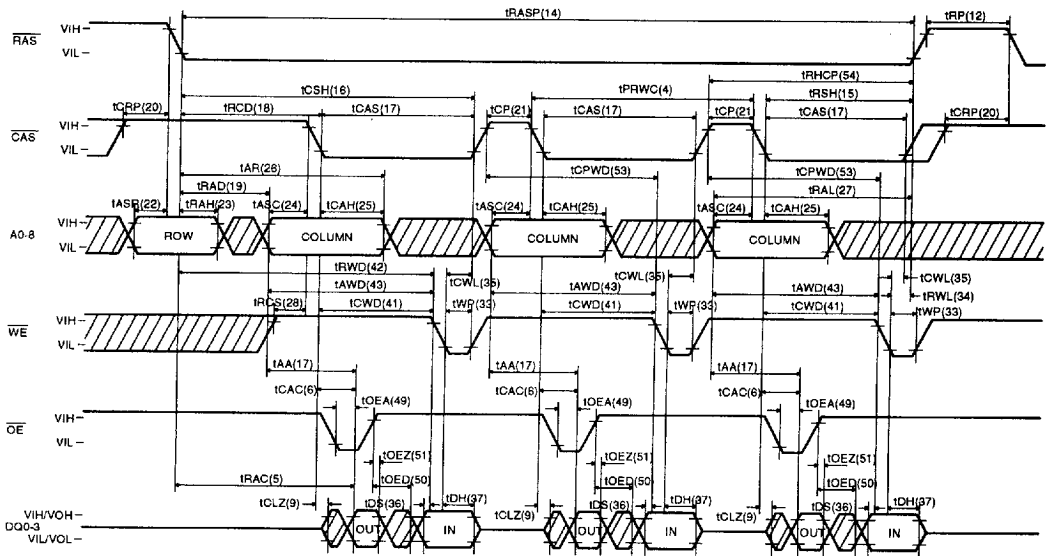 tRASP(14)
tRP(12)
RAS
VIH
VIL
tRHCP(54)
tCSH(16)
tPRWC(4)
tRSH(15)
tCRP(20)
tRCD(18)
tCAS(17)
tCP(21)
tCAS(17)
tCP(21)
tCAS(17)
tCRP(20)
CAS
VIH
VIL
tAR(26)
tCPWD(53)
tCPWD(53)
tRAD(19)
tRAL(27)
tASR(22)
tRAH(23)
tASC(24)
tCAH(25)
tASC(24)
tCAH(25)
tASC(24)
tCAH(25)
A0-8
VIH
VIL
ROW
COLUMN
COLUMN
COLUMN
tRWD(42)
tCWL(35)
tCWL(35)
tCWL(35)
tAWD(43)
tAWD(43)
tAWD(43)
tRWL(34)
tRCS(28)
tCWD(41)
tWP(33)
tCWD(41)
tWP(33)
tCWD(41)
tWP(33)
WE
VIH
VIL
tAA(17)
tAA(17)
tAA(17)
tCAC(6)
tCAC(6)
tCAC(6)
tOEA(49)
tOEA(49)
tOEA(49)
OE
VIH
VIL
tOEZ(51)
tOEZ(51)
tOEZ(51)
tRAC(5)
tOED(50)
tOED(50)
tOED(50)
tCLZ(9)
tDS(36)
tDH(37)
tCLZ(9)
tDS(36)
tDH(37)
tCLZ(9)
tDS(36)
tDH(37)
VIH/VOH
DQ0-3
VIL/VOL
OUT
IN
OUT
IN
OUT
IN